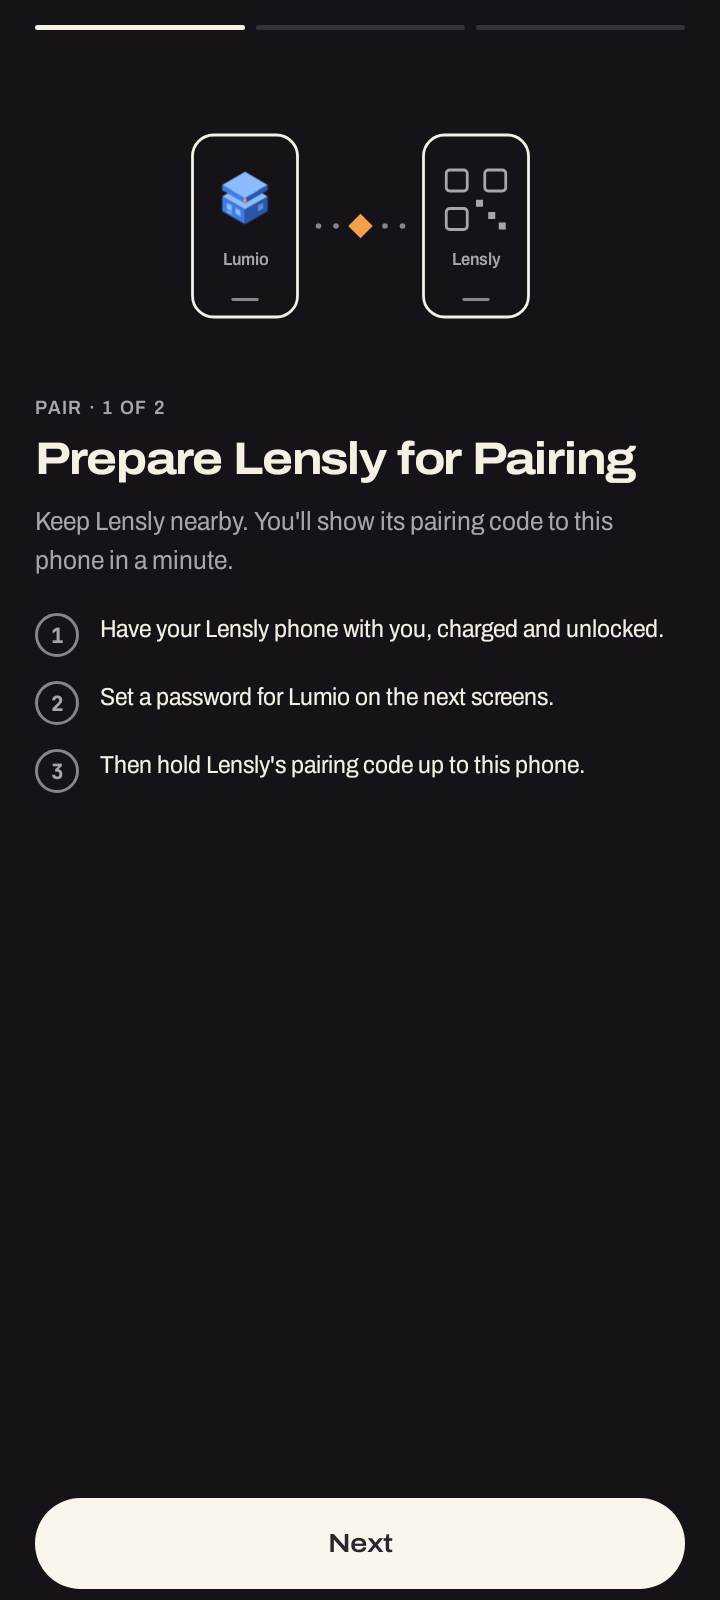 Lumio
Lensly
PAIR · 1 OF 2
Prepare Lensly for Pairing
Keep Lensly nearby. You'll show its pairing code to this
phone in a minute.
1 Have your Lensly phone with you, charged and unlocked.
2 Set a password for Lumio on the next screens.
3 Then hold Lensly's pairing code up to this phone.
Next